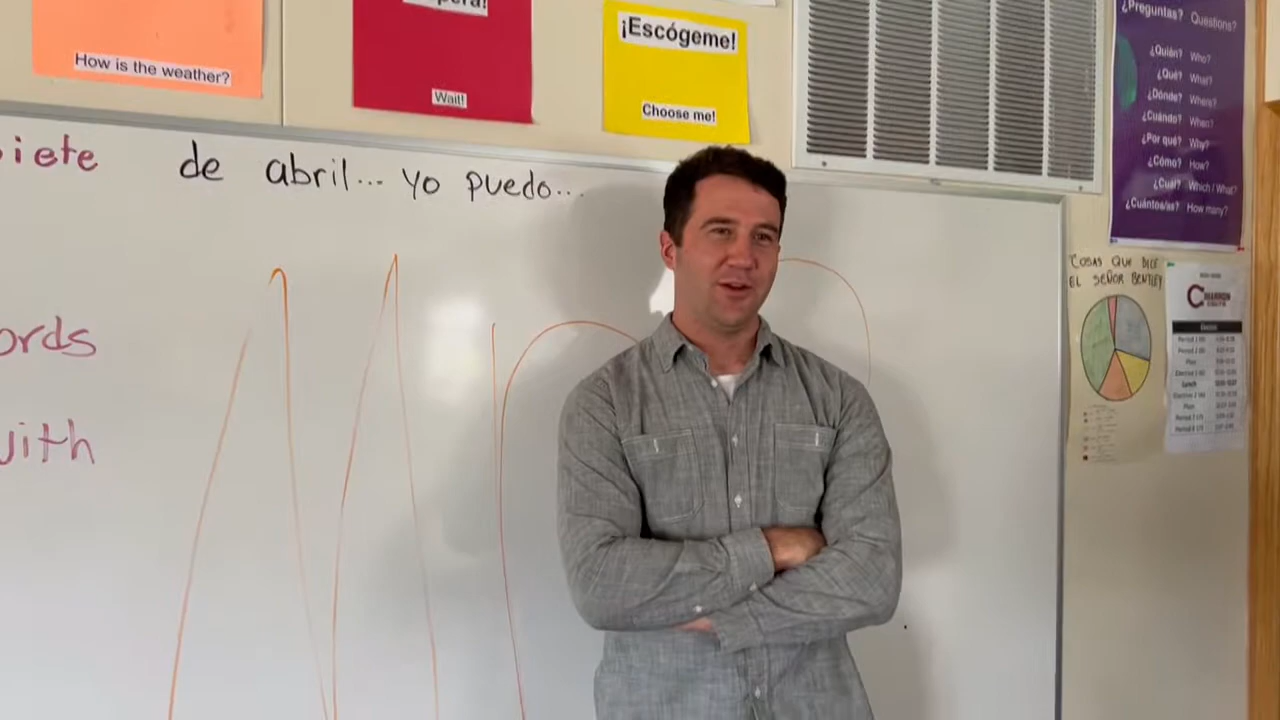 How is the weather?
Wait!
¡Escógeme!
Choose me!
¿Preguntas? Questions?
¿Quién? Who?
¿Qué? What?
¿Dónde? Where?
¿Cuándo? When?
¿Por qué? Why?
¿Cómo? How?
¿Cuál? Which / What?
¿Cuántos/as? How many?
siete de abril... yo puedo...
ords
with
COSAS QUE DICE
EL SEÑOR BENTLEY